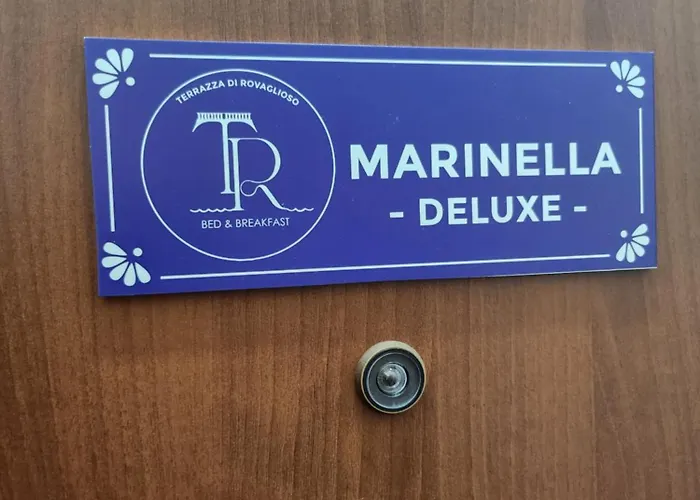 TERRAZZA DI ROVAGLIOSO
TR
BED & BREAKFAST
MARINELLA
- DELUXE -